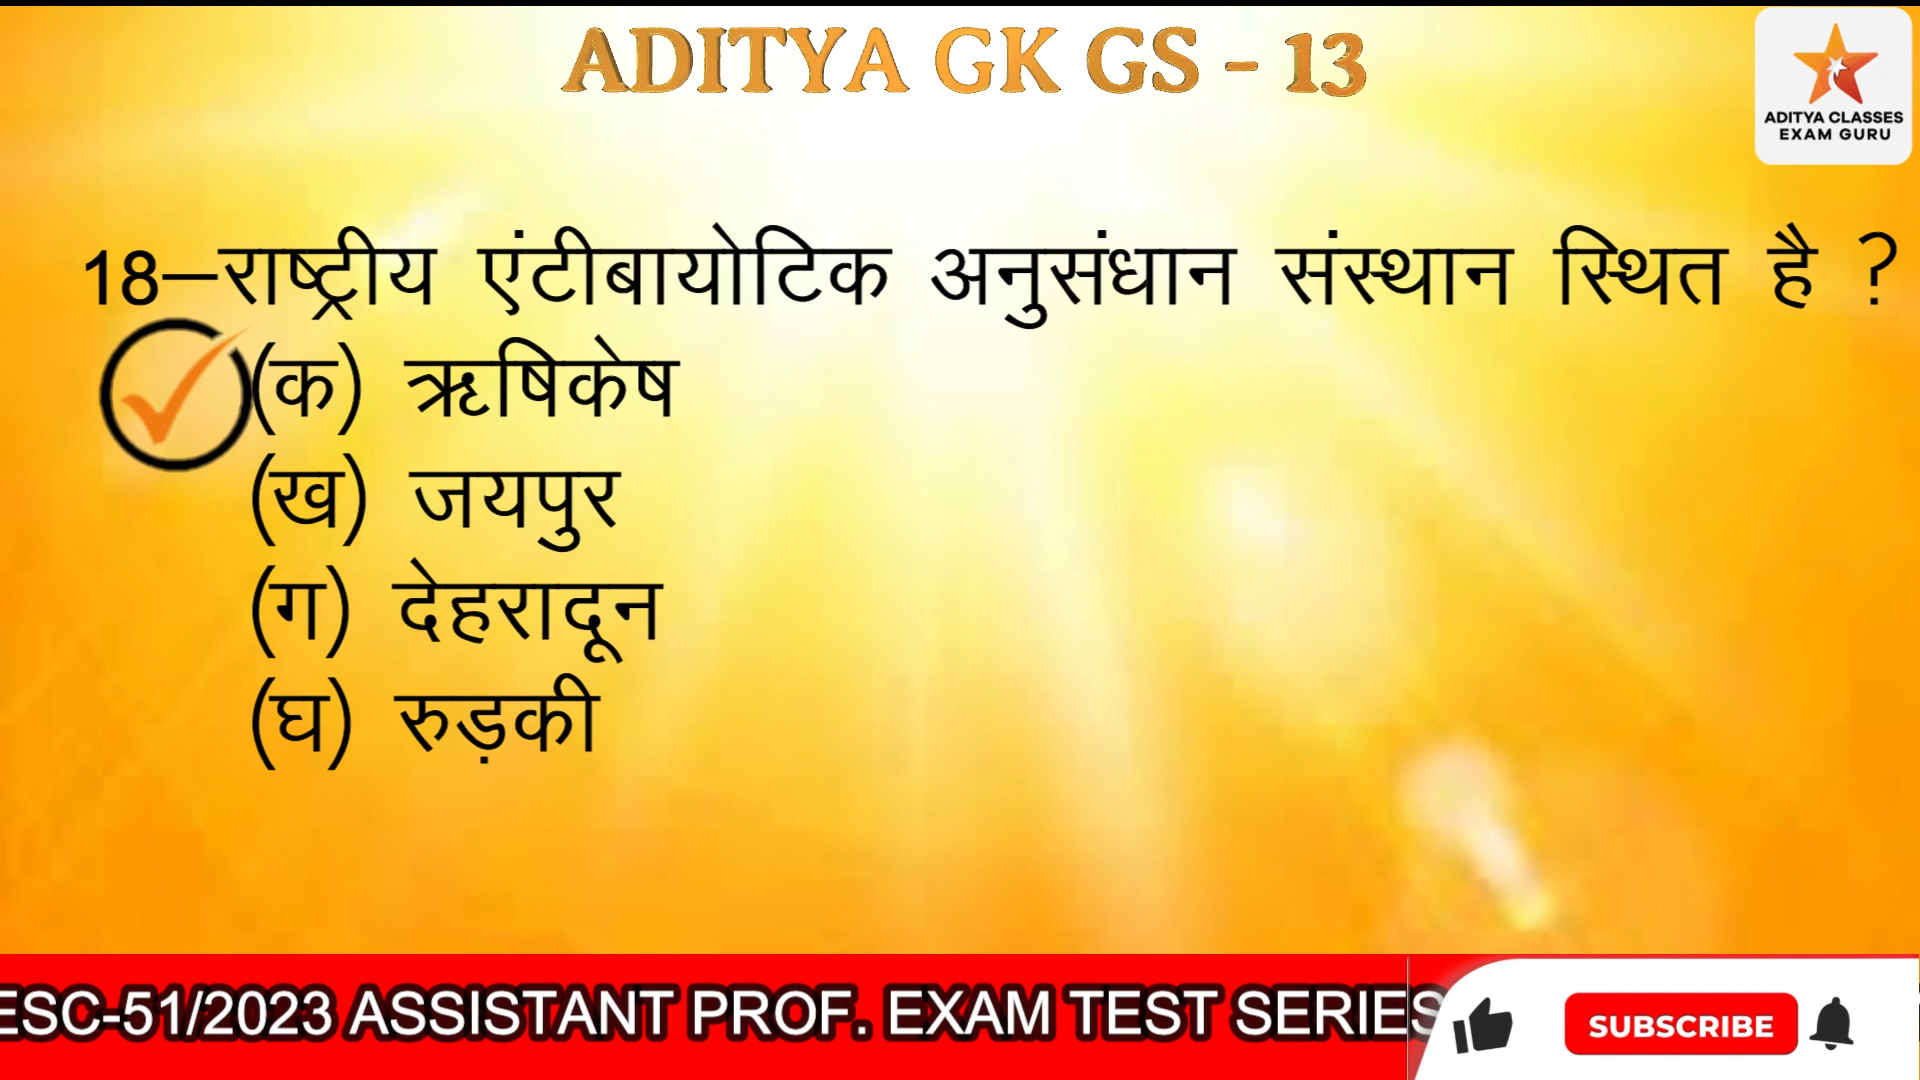 ADITYA GK GS - 13
ADITYA CLASSES
EXAM GURU
18–राष्ट्रीय एंटीबायोटिक अनुसंधान संस्थान स्थित है ?
(क) ऋषिकेष
(ख) जयपुर
(ग) देहरादून
(घ) रुड़की
ESC-51/2023 ASSISTANT PROF. EXAM TEST SERIES
SUBSCRIBE